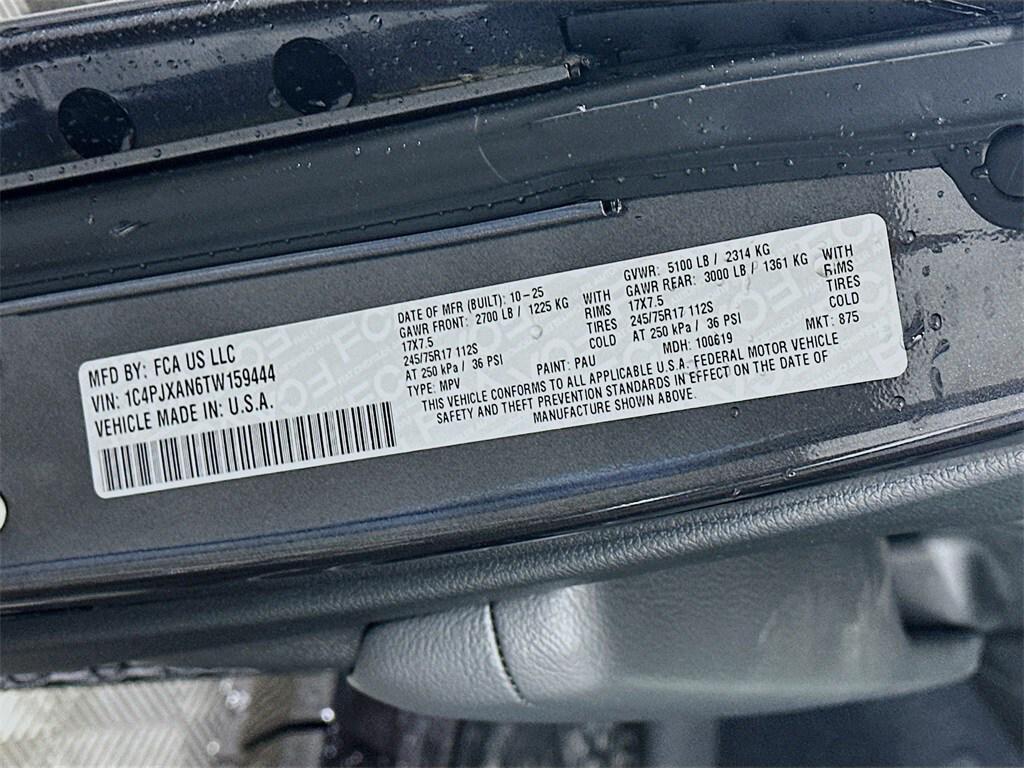 MFD BY: FCA US LLC
VIN: 1C4PJXAN6TW159444
VEHICLE MADE IN: U.S.A.
DATE OF MFR (BUILT): 10-25
GAWR FRONT: 2700 LB / 1225 KG WITH
17X7.5 RIMS
245/75R17 112S TIRES
AT 250 kPa / 36 PSI COLD
TYPE: MPV PAINT: PAU
GVWR: 5100 LB / 2314 KG
GAWR REAR: 3000 LB / 1361 KG WITH
17X7.5 RIMS
245/75R17 112S TIRES
AT 250 kPa / 36 PSI COLD
MDH: 100619 MKT: 875
THIS VEHICLE CONFORMS TO ALL APPLICABLE U.S.A. FEDERAL MOTOR VEHICLE
SAFETY AND THEFT PREVENTION STANDARDS IN EFFECT ON THE DATE OF
MANUFACTURE SHOWN ABOVE.